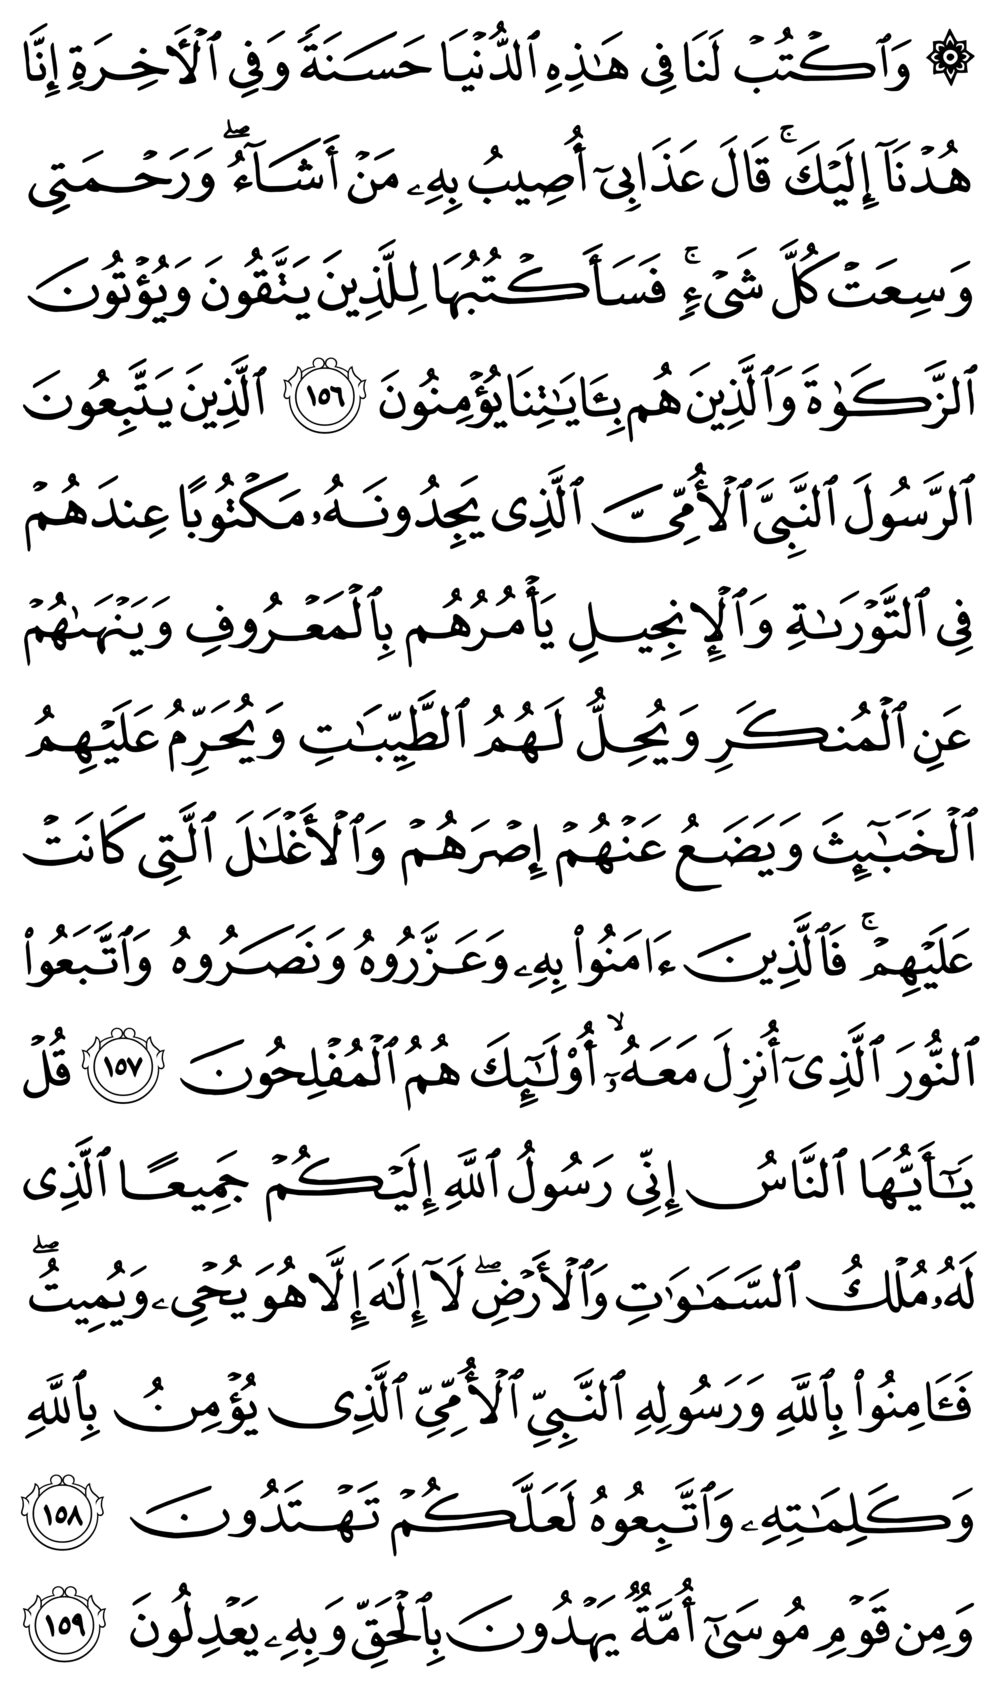 ۞ وَٱكْتُبْ لَنَا فِى هَـٰذِهِ ٱلدُّنْيَا حَسَنَةً وَفِى ٱلْـَٔاخِرَةِ إِنَّا
هُدْنَآ إِلَيْكَ ۚ قَالَ عَذَابِىٓ أُصِيبُ بِهِۦ مَنْ أَشَآءُ ۖ وَرَحْمَتِى
وَسِعَتْ كُلَّ شَىْءٍ ۚ فَسَأَكْتُبُهَا لِلَّذِينَ يَتَّقُونَ وَيُؤْتُونَ
ٱلزَّكَوٰةَ وَٱلَّذِينَ هُم بِـَٔايَـٰتِنَا يُؤْمِنُونَ ١٥٦ ٱلَّذِينَ يَتَّبِعُونَ
ٱلرَّسُولَ ٱلنَّبِىَّ ٱلْأُمِّىَّ ٱلَّذِى يَجِدُونَهُۥ مَكْتُوبًا عِندَهُمْ
فِى ٱلتَّوْرَىٰةِ وَٱلْإِنجِيلِ يَأْمُرُهُم بِٱلْمَعْرُوفِ وَيَنْهَىٰهُمْ
عَنِ ٱلْمُنكَرِ وَيُحِلُّ لَهُمُ ٱلطَّيِّبَـٰتِ وَيُحَرِّمُ عَلَيْهِمُ
ٱلْخَبَـٰٓئِثَ وَيَضَعُ عَنْهُمْ إِصْرَهُمْ وَٱلْأَغْلَـٰلَ ٱلَّتِى كَانَتْ
عَلَيْهِمْ ۚ فَٱلَّذِينَ ءَامَنُوا۟ بِهِۦ وَعَزَّرُوهُ وَنَصَرُوهُ وَٱتَّبَعُوا۟
ٱلنُّورَ ٱلَّذِىٓ أُنزِلَ مَعَهُۥٓ ۙ أُو۟لَـٰٓئِكَ هُمُ ٱلْمُفْلِحُونَ ١٥٧ قُلْ
يَـٰٓأَيُّهَا ٱلنَّاسُ إِنِّى رَسُولُ ٱللَّهِ إِلَيْكُمْ جَمِيعًا ٱلَّذِى
لَهُۥ مُلْكُ ٱلسَّمَـٰوَٰتِ وَٱلْأَرْضِ ۖ لَآ إِلَـٰهَ إِلَّا هُوَ يُحْىِۦ وَيُمِيتُ ۖ
فَـَٔامِنُوا۟ بِٱللَّهِ وَرَسُولِهِ ٱلنَّبِىِّ ٱلْأُمِّىِّ ٱلَّذِى يُؤْمِنُ بِٱللَّهِ
وَكَلِمَـٰتِهِۦ وَٱتَّبِعُوهُ لَعَلَّكُمْ تَهْتَدُونَ ١٥٨
وَمِن قَوْمِ مُوسَىٰٓ أُمَّةٌ يَهْدُونَ بِٱلْحَقِّ وَبِهِۦ يَعْدِلُونَ ١٥٩